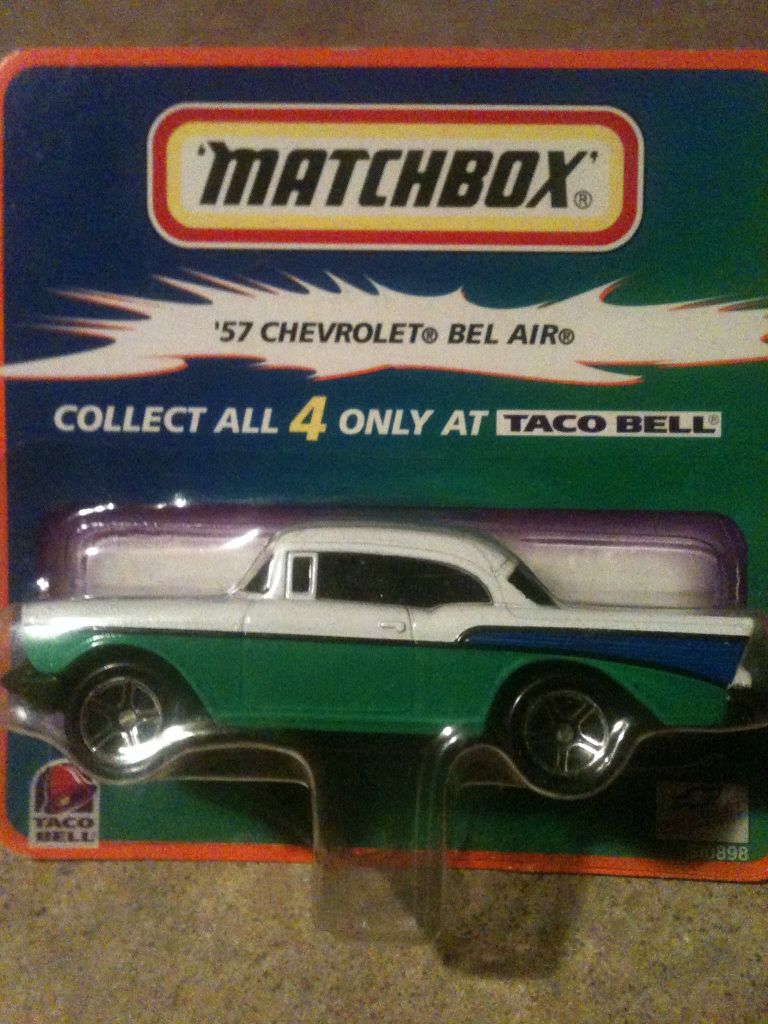 'MATCHBOX'®
'57 CHEVROLET® BEL AIR®
COLLECT ALL 4 ONLY AT TACO BELL®
TACO
BELL